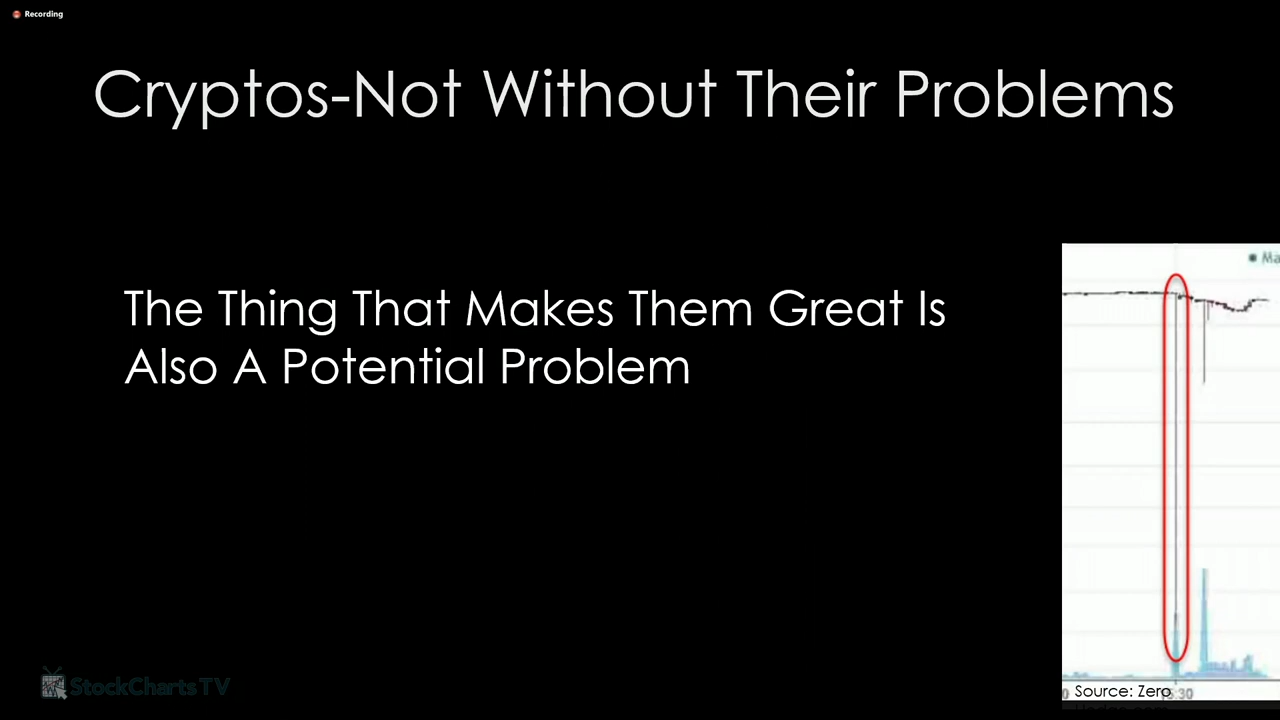 Recording
Cryptos-Not Without Their Problems
The Thing That Makes Them Great Is
Also A Potential Problem
StockChartsTV
Source: Zero